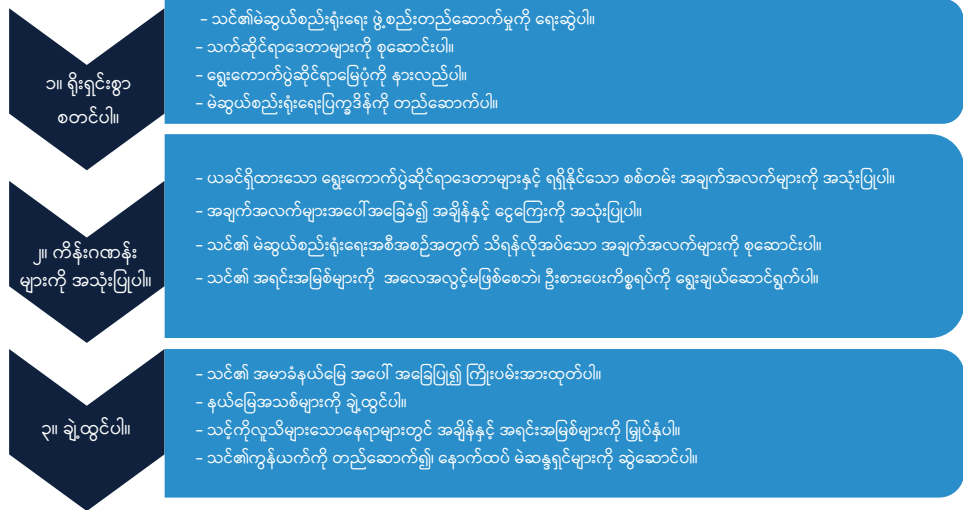 ၁။ ရိုးရှင်းစွာ
စတင်ပါ။
– သင်၏မဲဆွယ်စည်းရုံးရေး ဖွဲ့စည်းတည်ဆောက်မှုကို ရေးဆွဲပါ။
– သက်ဆိုင်ရာဒေတာများကို စုဆောင်းပါ။
– ရွေးကောက်ပွဲဆိုင်ရာမြေပုံကို နားလည်ပါ။
– မဲဆွယ်စည်းရုံးရေးပြက္ခဒိန်ကို တည်ဆောက်ပါ။
၂။ ကိန်းဂဏန်း
များကို အသုံးပြုပါ။
– ယခင်ရှိထားသော ရွေးကောက်ပွဲဆိုင်ရာဒေတာများနှင့် ရရှိနိုင်သော စစ်တမ်း အချက်အလက်များကို အသုံးပြုပါ။
– အချက်အလက်များအပေါ်အခြေခံ၍ အချိန်နှင့် ငွေကြေးကို အသုံးပြုပါ။
– သင်၏ မဲဆွယ်စည်းရုံးရေးအစီအစဉ်အတွက် သိရန်လိုအပ်သော အချက်အလက်များကို စုဆောင်းပါ။
– သင်၏ အရင်းအမြစ်များကို အလေအလွင့်မဖြစ်စေဘဲ၊ ဦးစားပေးကိစ္စရပ်ကို ရွေးချယ်ဆောင်ရွက်ပါ။
၃။ ချဲ့ထွင်ပါ။
– သင်၏ အမာခံနယ်မြေ အပေါ် အခြေပြု၍ ကြိုးပမ်းအားထုတ်ပါ။
– နယ်မြေအသစ်များကို ချဲ့ထွင်ပါ။
– သင့်ကိုလူသိများသောနေရာများတွင် အချိန်နှင့် အရင်းအမြစ်များကို မြှုပ်နှံပါ။
– သင်၏ကွန်ယက်ကို တည်ဆောက်၍၊ နောက်ထပ် မဲဆန္ဒရှင်များကို ဆွဲဆောင်ပါ။